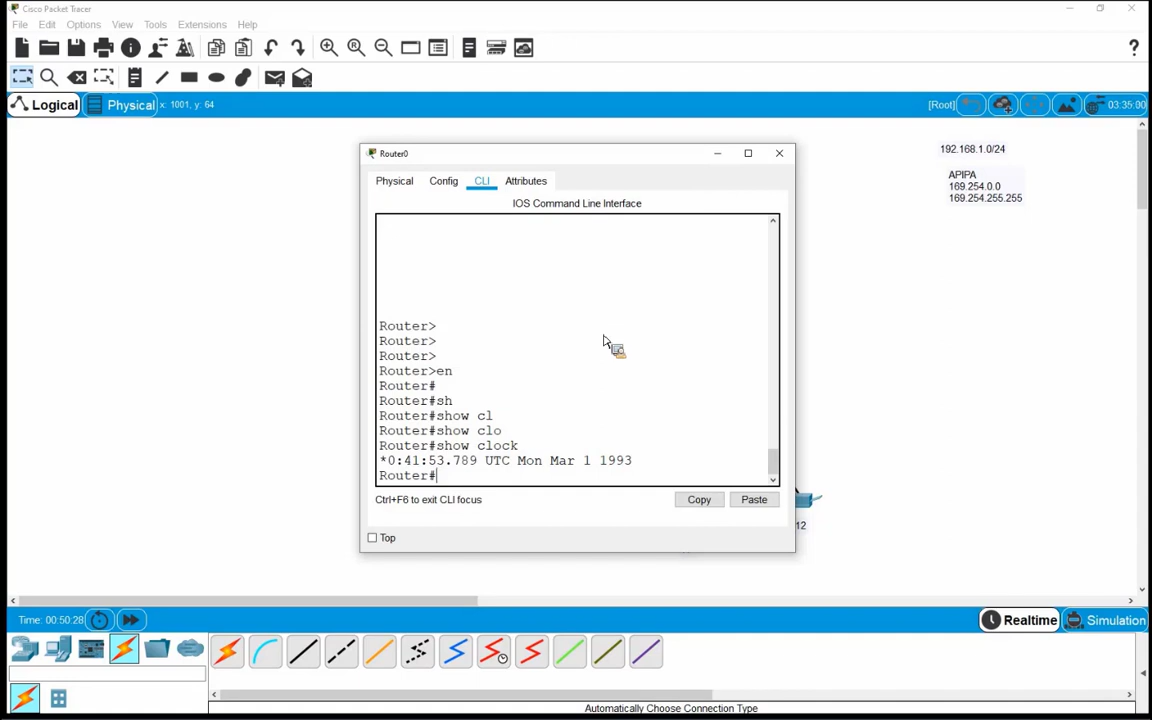 Cisco Packet Tracer
File Edit Options View Tools Extensions Help
Logical Physical x: 1001, y: 64 [Root] 03:35:00
192.168.1.0/24
APIPA
169.254.0.0
169.254.255.255
Router0
Physical Config CLI Attributes
IOS Command Line Interface
Router>
Router>
Router>
Router>en
Router#
Router#sh
Router#show cl
Router#show clo
Router#show clock
*0:41:53.789 UTC Mon Mar 1 1993
Router#
Ctrl+F6 to exit CLI focus Copy Paste
Top
12
Time: 00:50:28 Realtime Simulation
Automatically Choose Connection Type